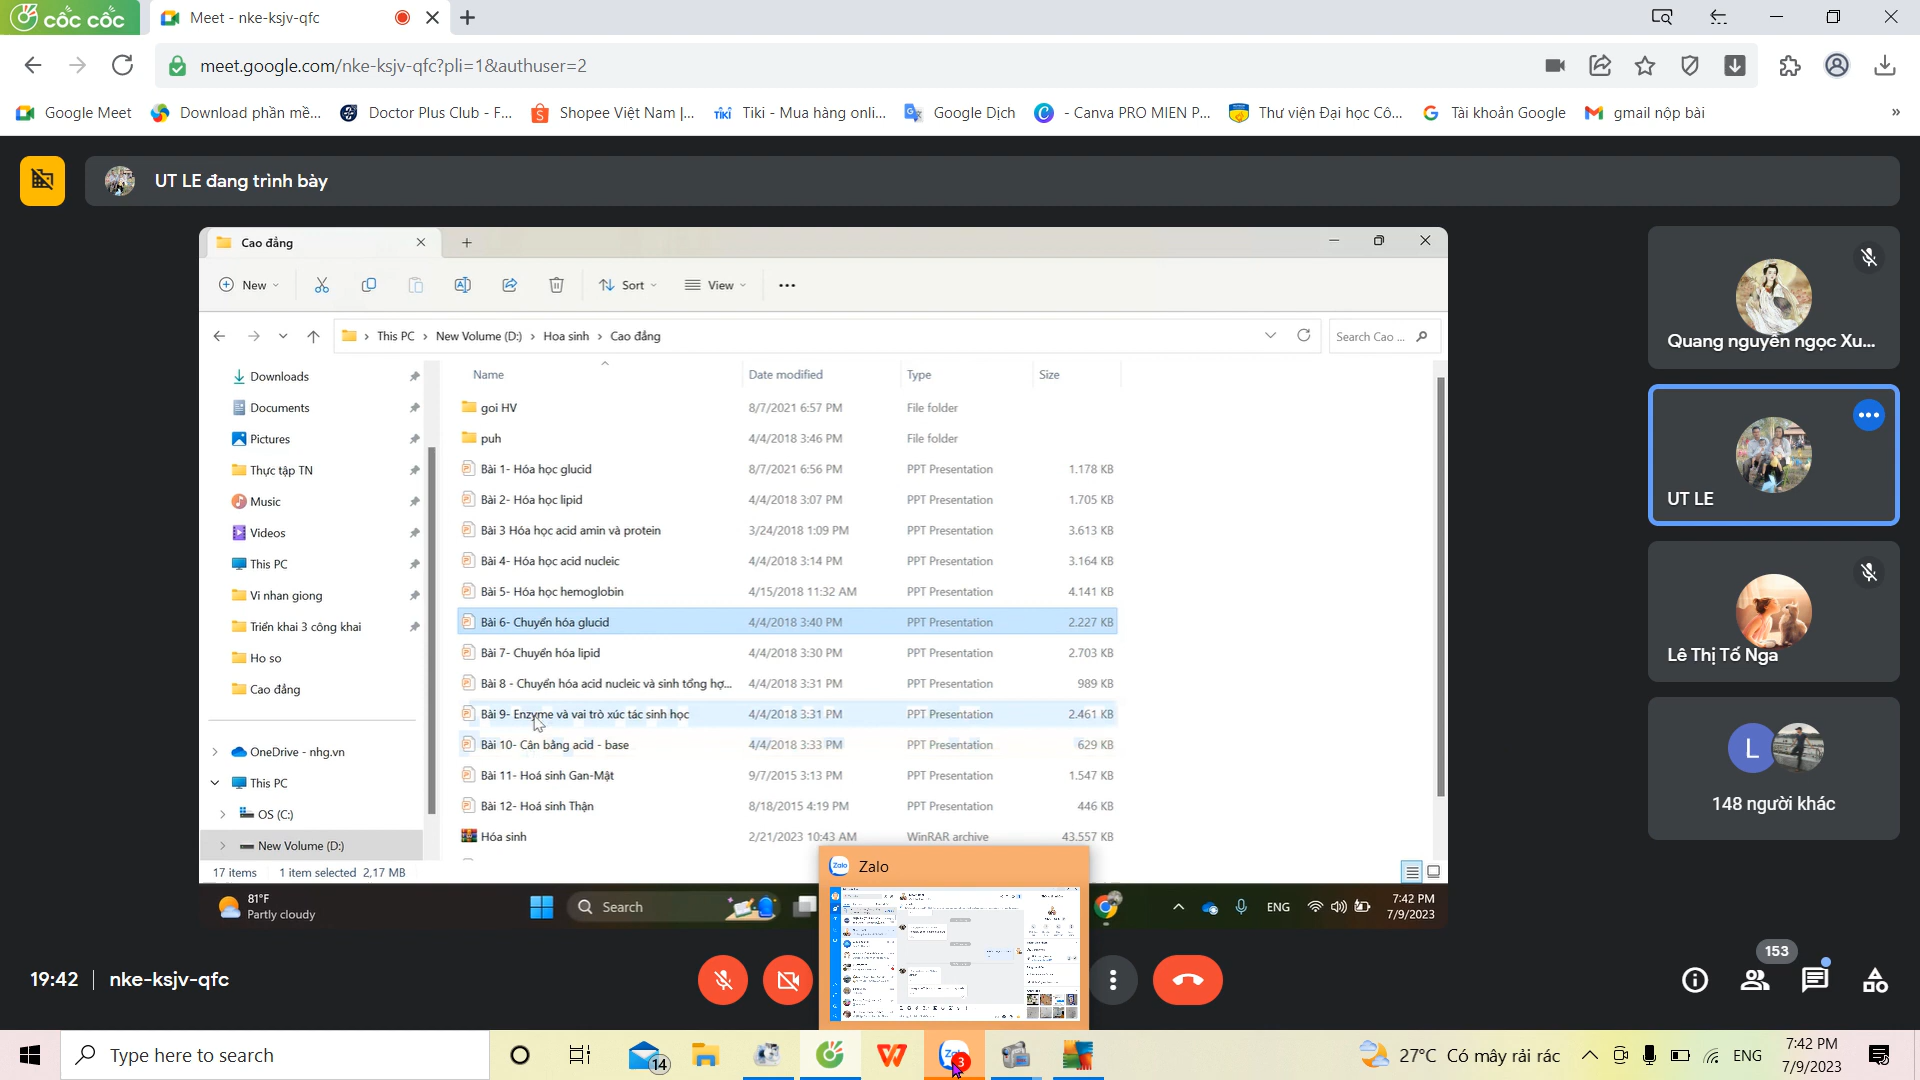 cốc cốc
Meet - nke-ksjv-qfc
meet.google.com/nke-ksjv-qfc?pli=1&authuser=2
Google Meet
Download phần mề...
Doctor Plus Club - F...
Shopee Việt Nam |...
TIKI
Tiki - Mua hàng onli...
Google Dịch
- Canva PRO MIEN P...
Thư viện Đại học Cô...
Tài khoản Google
gmail nộp bài
»
UT LE đang trình bày
Cao đẳng
New
Sort
View
This PC > New Volume (D:) > Hoa sinh > Cao đẳng
Search Cao ...
Downloads
Documents
Pictures
Thực tập TN
Music
Videos
This PC
Vi nhan giong
Triển khai 3 công khai
Ho so
Cao đẳng
OneDrive - nhg.vn
This PC
OS (C:)
New Volume (D:)
Name Date modified Type Size
goi HV 8/7/2021 6:57 PM File folder
puh 4/4/2018 3:46 PM File folder
Bài 1- Hóa học glucid 8/7/2021 6:56 PM PPT Presentation 1.178 KB
Bài 2- Hóa học lipid 4/4/2018 3:07 PM PPT Presentation 1.705 KB
Bài 3 Hóa học acid amin và protein 3/24/2018 1:09 PM PPT Presentation 3.613 KB
Bài 4- Hóa học acid nucleic 4/4/2018 3:14 PM PPT Presentation 3.164 KB
Bài 5- Hóa học hemoglobin 4/15/2018 11:32 AM PPT Presentation 4.141 KB
Bài 6- Chuyển hóa glucid 4/4/2018 3:40 PM PPT Presentation 2.227 KB
Bài 7- Chuyển hóa lipid 4/4/2018 3:30 PM PPT Presentation 2.703 KB
Bài 8 - Chuyển hóa acid nucleic và sinh tổng hợ... 4/4/2018 3:31 PM PPT Presentation 989 KB
Bài 9- Enzyme và vai trò xúc tác sinh học 4/4/2018 3:31 PM PPT Presentation 2.461 KB
Bài 10- Cân bằng acid - base 4/4/2018 3:33 PM PPT Presentation 629 KB
Bài 11- Hoá sinh Gan-Mật 9/7/2015 3:13 PM PPT Presentation 1.547 KB
Bài 12- Hoá sinh Thận 8/18/2015 4:19 PM PPT Presentation 446 KB
Hóa sinh 2/21/2023 10:43 AM WinRAR archive 43.557 KB
17 items 1 item selected 2,17 MB
81°F
Partly cloudy
Search
ENG
7:42 PM
7/9/2023
Zalo
Zalo
Quang nguyễn ngọc Xu...
UT LE
Lê Thị Tố Nga
L
148 người khác
19:42 | nke-ksjv-qfc
153
Type here to search
14
3
27°C Có mây rải rác
ENG
7:42 PM
7/9/2023